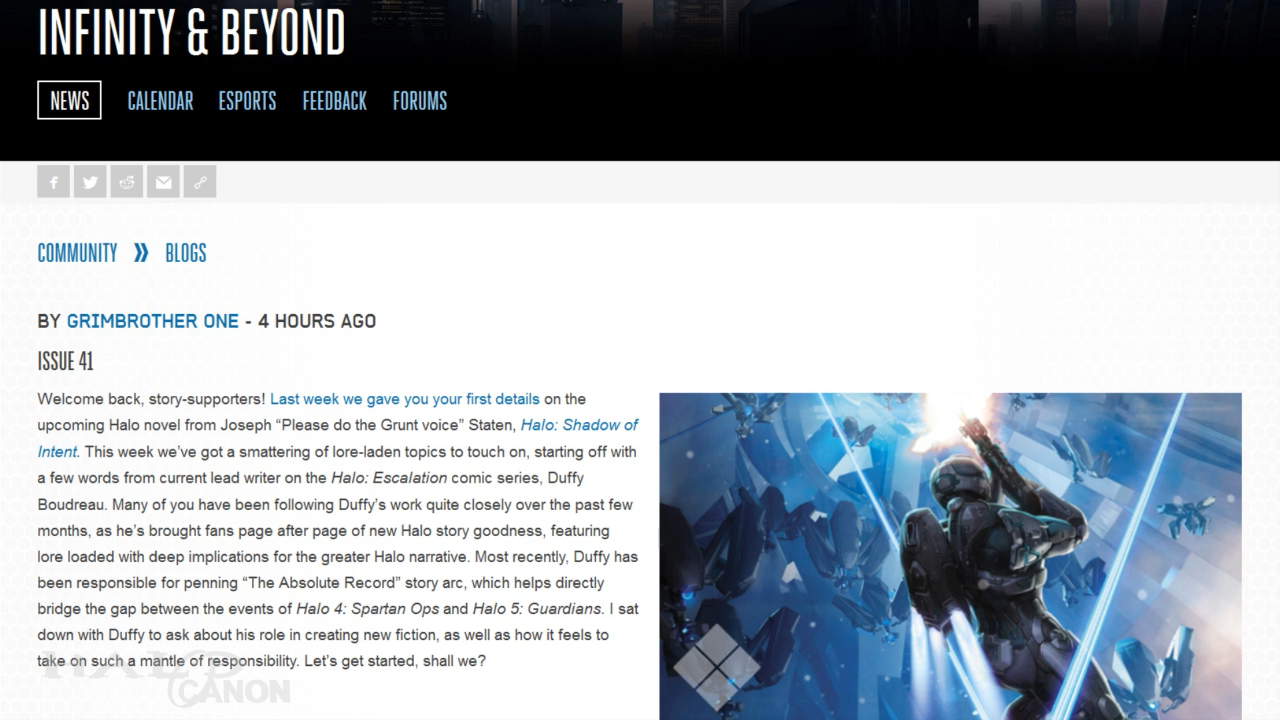 INFINITY & BEYOND
NEWS CALENDAR ESPORTS FEEDBACK FORUMS
COMMUNITY » BLOGS
BY GRIMBROTHER ONE - 4 HOURS AGO
ISSUE 41
Welcome back, story-supporters! Last week we gave you your first details on the
upcoming Halo novel from Joseph “Please do the Grunt voice” Staten, Halo: Shadow of
Intent. This week we’ve got a smattering of lore-laden topics to touch on, starting off with
a few words from current lead writer on the Halo: Escalation comic series, Duffy
Boudreau. Many of you have been following Duffy’s work quite closely over the past few
months, as he’s brought fans page after page of new Halo story goodness, featuring
lore loaded with deep implications for the greater Halo narrative. Most recently, Duffy has
been responsible for penning “The Absolute Record” story arc, which helps directly
bridge the gap between the events of Halo 4: Spartan Ops and Halo 5: Guardians. I sat
down with Duffy to ask about his role in creating new fiction, as well as how it feels to
take on such a mantle of responsibility. Let’s get started, shall we?
HALO
CANON